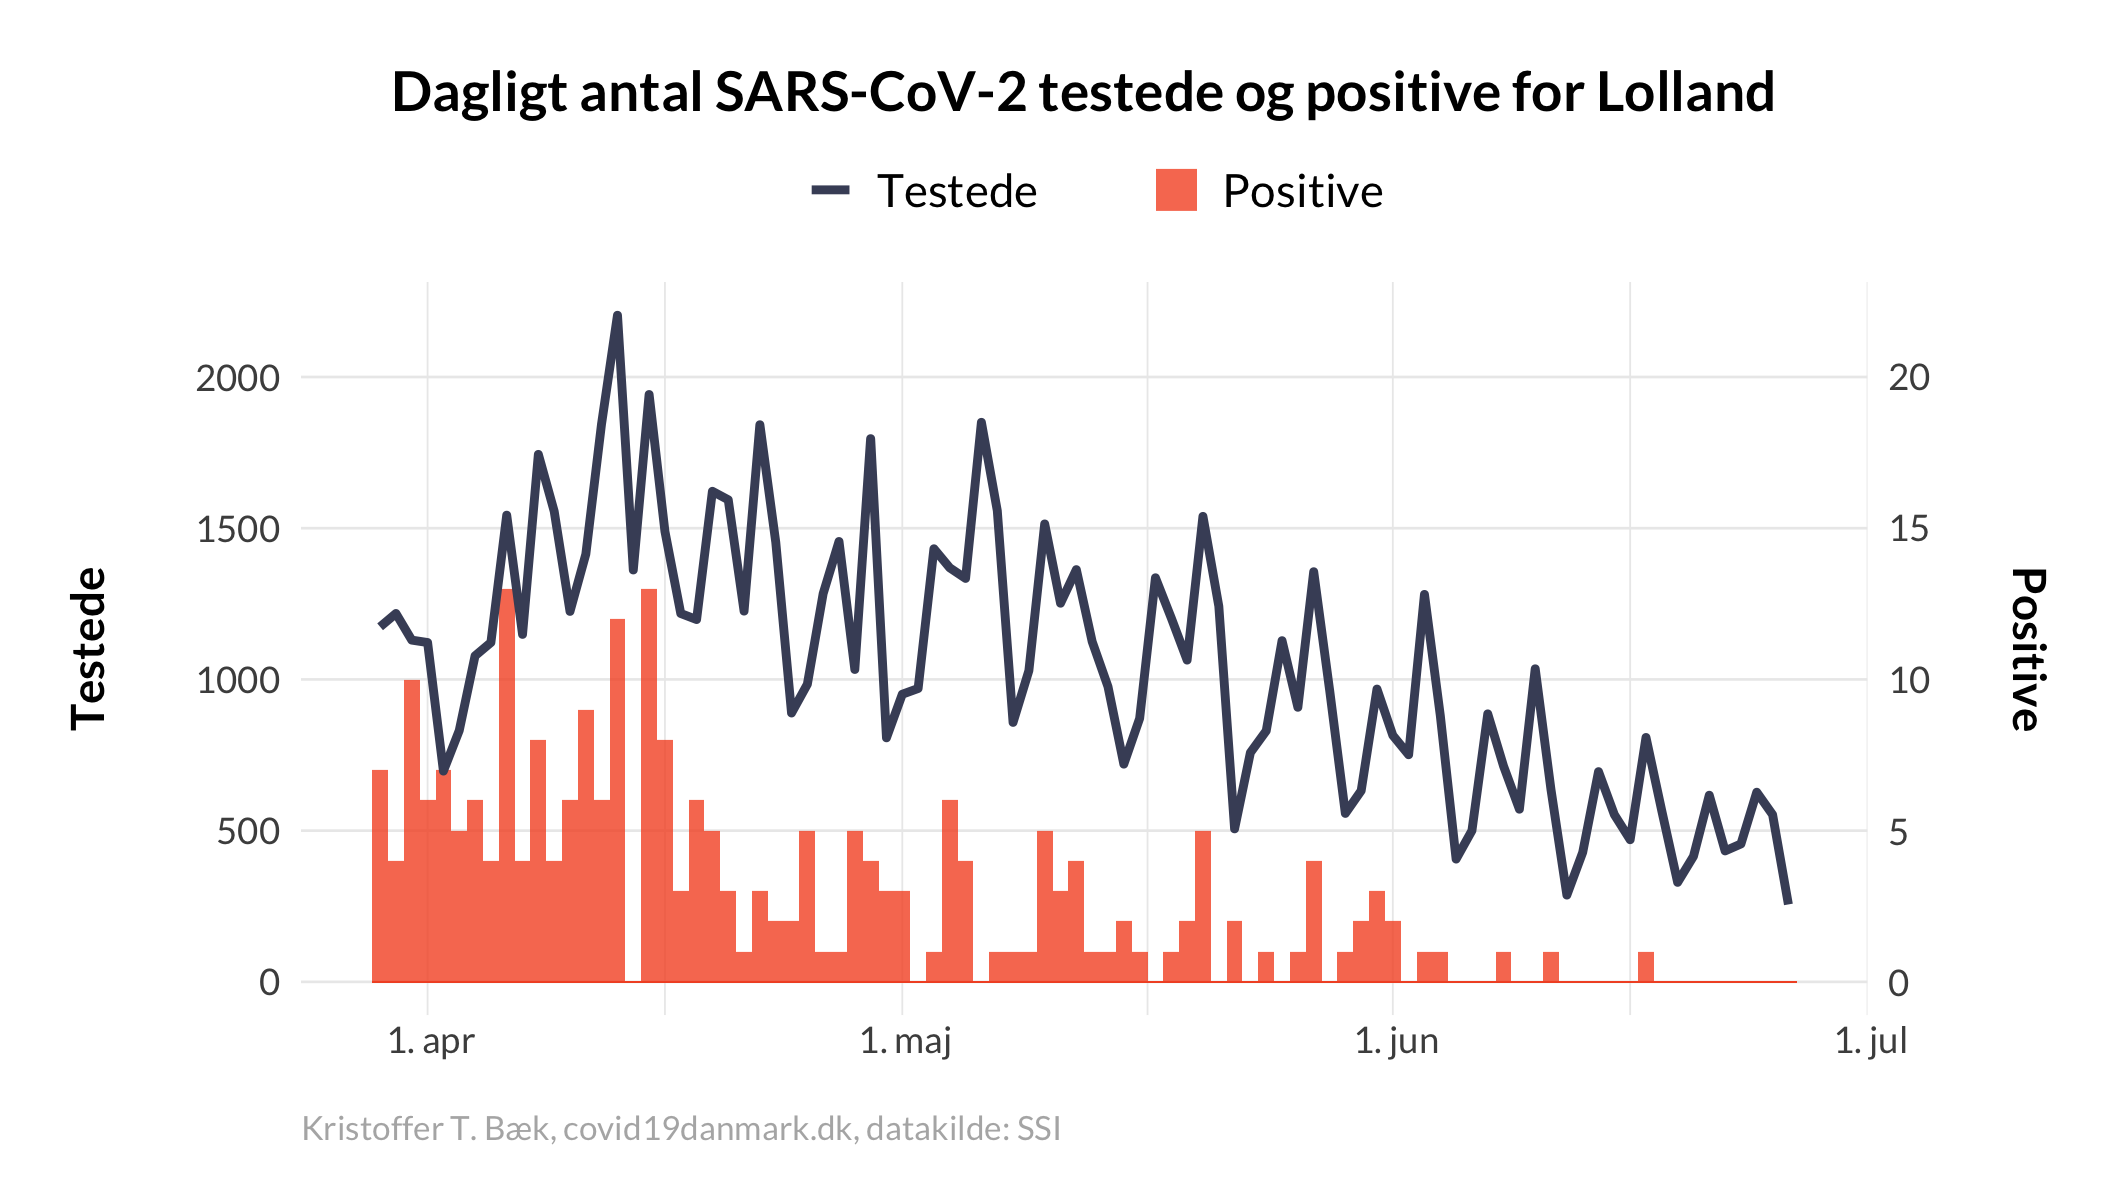 Dagligt antal SARS-CoV-2 testede og positive for Lolland
Testede
Positive
2000
1500
1000
500
0
Testede
20
15
10
5
0
Positive
1. apr
1. maj
1. jun
1. jul
Kristoffer T. Bæk, covid19danmark.dk, datakilde: SSI